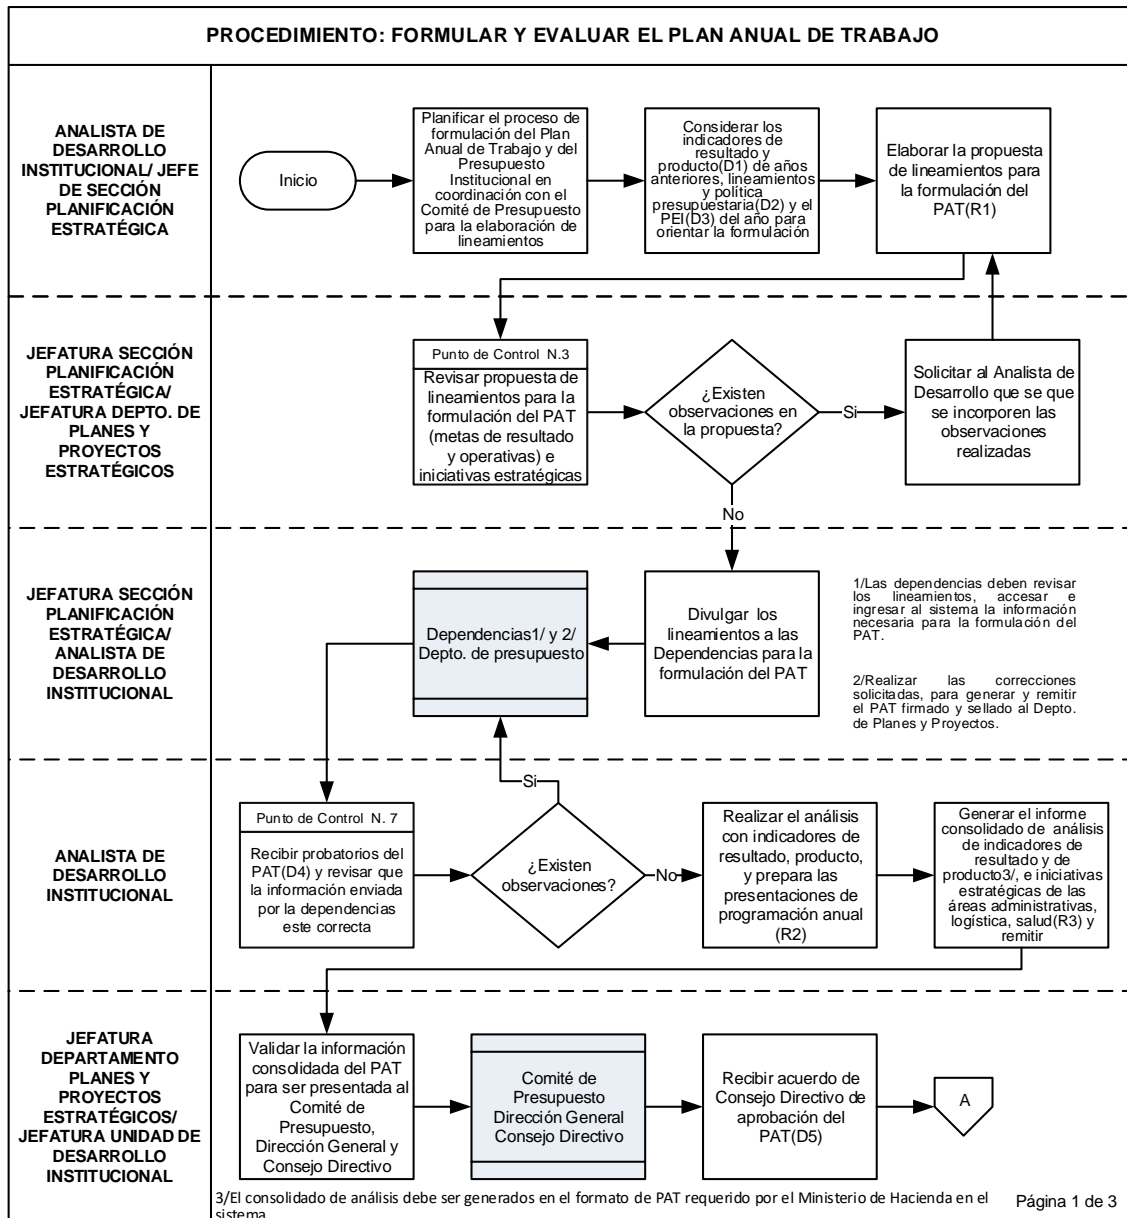 PROCEDIMIENTO: FORMULAR Y EVALUAR EL PLAN ANUAL DE TRABAJO
ANALISTA DE
DESARROLLO
INSTITUCIONAL/ JEFE
DE SECCIÓN
PLANIFICACIÓN
ESTRATÉGICA
Inicio
Planificar el proceso de
formulación del Plan
Anual de Trabajo y del
Presupuesto
Institucional en
coordinación con el
Comité de Presupuesto
para la elaboración de
lineamientos
Considerar los
indicadores de
resultado y
producto(D1) de años
anteriores, lineamientos
y política
presupuestaria(D2) y el
PEI(D3) del año para
orientar la formulación
Elaborar la propuesta
de lineamientos para
la formulación del
PAT(R1)
JEFATURA SECCIÓN
PLANIFICACIÓN
ESTRATÉGICA/
JEFATURA DEPTO. DE
PLANES Y
PROYECTOS
ESTRATÉGICOS
Punto de Control N.3
Revisar propuesta de
lineamientos para la
formulación del PAT
(metas de resultado
y operativas) e
iniciativas estratégicas
¿Existen
observaciones en
la propuesta?
Si
Solicitar al Analista de
Desarrollo que se que
se incorporen las
observaciones
realizadas
No
JEFATURA SECCIÓN
PLANIFICACIÓN
ESTRATÉGICA/
ANALISTA DE
DESARROLLO
INSTITUCIONAL
Dependencias1/ y 2/
Depto. de presupuesto
Divulgar los
lineamientos a las
Dependencias para la
formulación del PAT
1/Las dependencias deben revisar
los lineamientos, accesar e
ingresar al sistema la información
necesaria para la formulación del
PAT.
2/Realizar las correcciones
solicitadas, para generar y remitir
el PAT firmado y sellado al Depto.
de Planes y Proyectos.
ANALISTA DE
DESARROLLO
INSTITUCIONAL
Punto de Control N. 7
Recibir probatorios del
PAT(D4) y revisar que
la información enviada
por la dependencias
este correcta
Si
¿Existen
observaciones?
No
Realizar el análisis
con indicadores de
resultado, producto,
y prepara las
presentaciones de
programación anual
(R2)
Generar el informe
consolidado de análisis
de indicadores de
resultado y de
producto3/, e iniciativas
estratégicas de las
áreas administrativas,
logística, salud(R3) y
remitir
JEFATURA
DEPARTAMENTO
PLANES Y
PROYECTOS
ESTRATÉGICOS/
JEFATURA UNIDAD DE
DESARROLLO
INSTITUCIONAL
Validar la información
consolidada del PAT
para ser presentada al
Comité de
Presupuesto,
Dirección General y
Consejo Directivo
Comité de
Presupuesto
Dirección General
Consejo Directivo
Recibir acuerdo de
Consejo Directivo de
aprobación del
PAT(D5)
A
3/El consolidado de análisis debe ser generados en el formato de PAT requerido por el Ministerio de Hacienda en el
sistema
Página 1 de 3